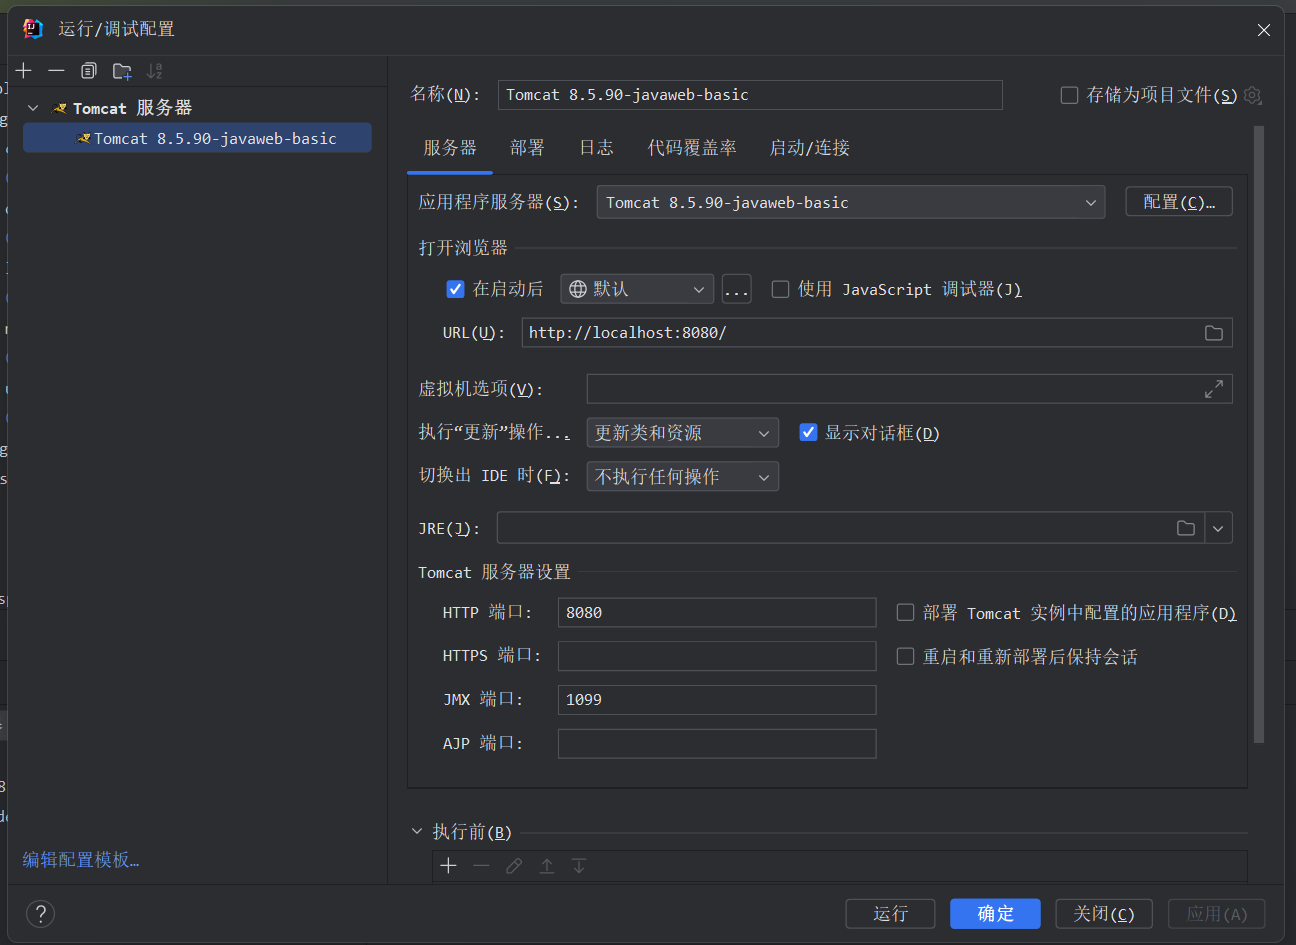 运行/调试配置
Tomcat 服务器
Tomcat 8.5.90-javaweb-basic
编辑配置模板...
名称(N):
Tomcat 8.5.90-javaweb-basic
存储为项目文件(S)
服务器 部署 日志 代码覆盖率 启动/连接
应用程序服务器(S):
Tomcat 8.5.90-javaweb-basic
配置(C)...
打开浏览器
在启动后
默认
...
使用 JavaScript 调试器(J)
URL(U):
http://localhost:8080/
虚拟机选项(V):
执行“更新”操作...
更新类和资源
显示对话框(D)
切换出 IDE 时(F):
不执行任何操作
JRE(J):
Tomcat 服务器设置
HTTP 端口:
8080
部署 Tomcat 实例中配置的应用程序(D)
HTTPS 端口:
重启和重新部署后保持会话
JMX 端口:
1099
AJP 端口:
执行前(B)
?
运行
确定
关闭(C)
应用(A)